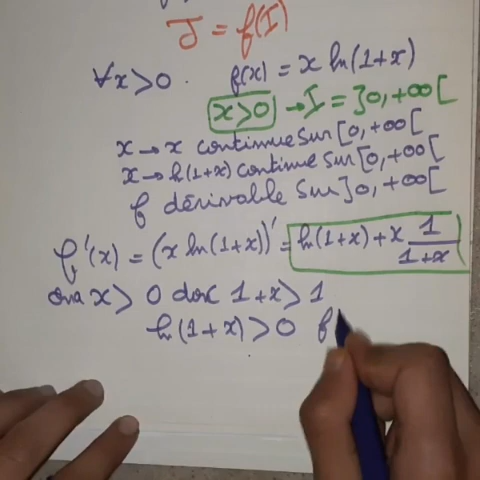 J = f(I)
∀x>0. f(x) = x ln(1+x)
x>0 → I = ]0, +∞[
x → x continue sur [0, +∞[
x → ln(1+x) continue sur [0, +∞[
f dérivable sur ]0, +∞[
f'(x) = (x ln(1+x))' = ln(1+x) + x 1/(1+x)
ona x > 0 donc 1+x > 1
ln(1+x) > 0 f